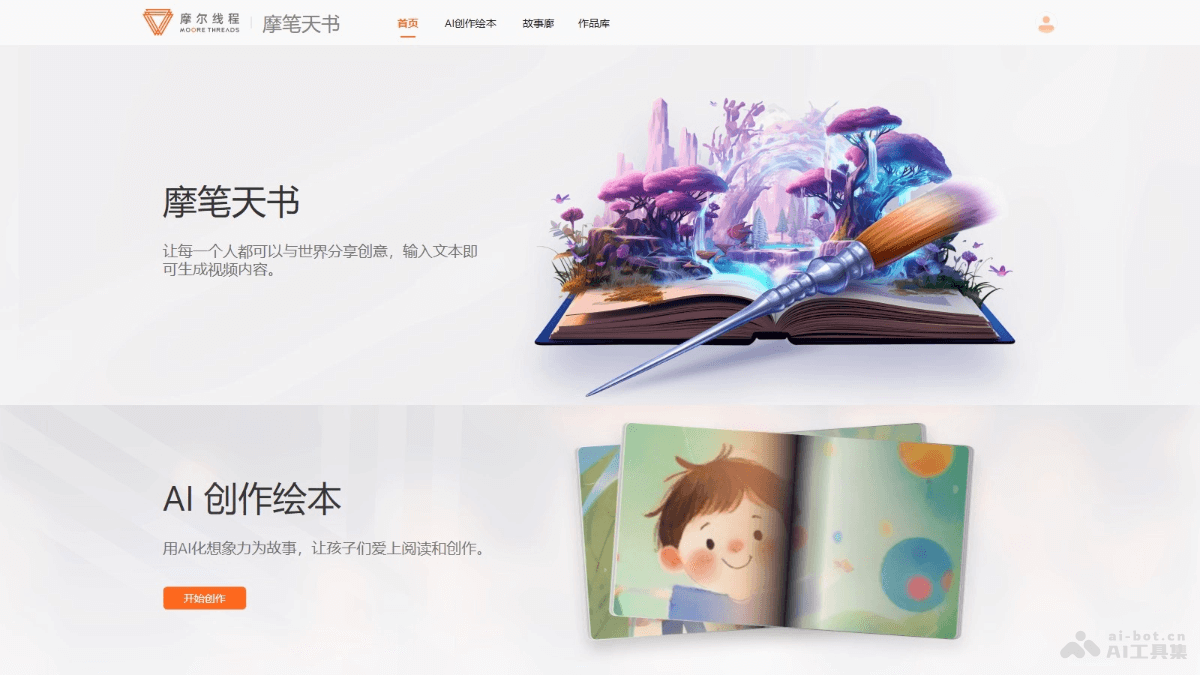 摩尔线程
MOORE THREADS
摩笔天书
首页
AI创作绘本
故事廊
作品库
摩笔天书
让每一个人都可以与世界分享创意，输入文本即
可生成视频内容。
AI 创作绘本
用AI化想象力为故事，让孩子们爱上阅读和创作。
开始创作
ai-bot.cn
AI工具集